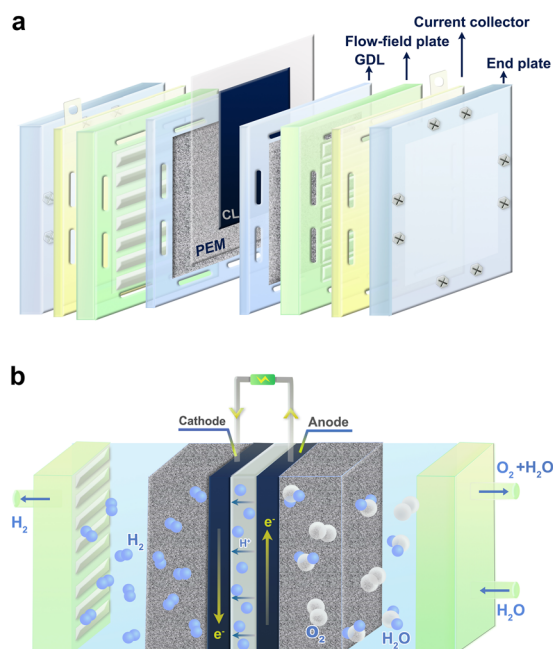 a
Current collector
Flow-field plate
GDL
End plate
CL
PEM
b
Cathode
Anode
O₂+H₂O
H₂
H₂
H⁺
e⁻
e⁻
O₂
H₂O
H₂O